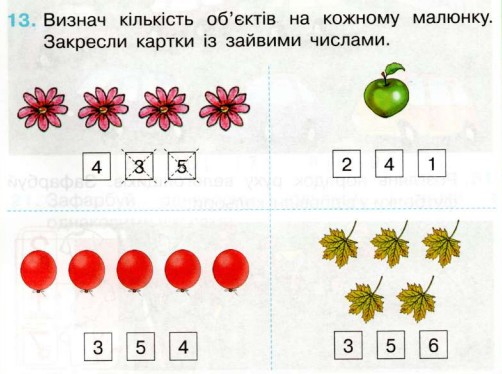 13. Визнач кількість об’єктів на кожному малюнку.
Закресли картки із зайвими числами.
4 3 5
2 4 1
3 5 4
3 5 6